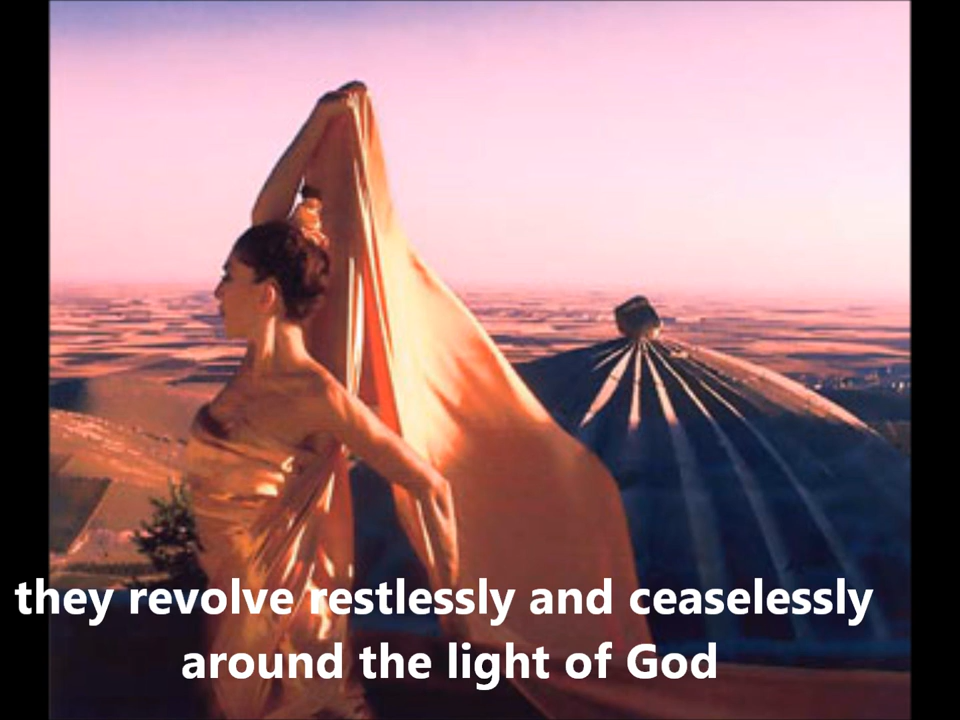 they revolve restlessly and ceaselessly
around the light of God